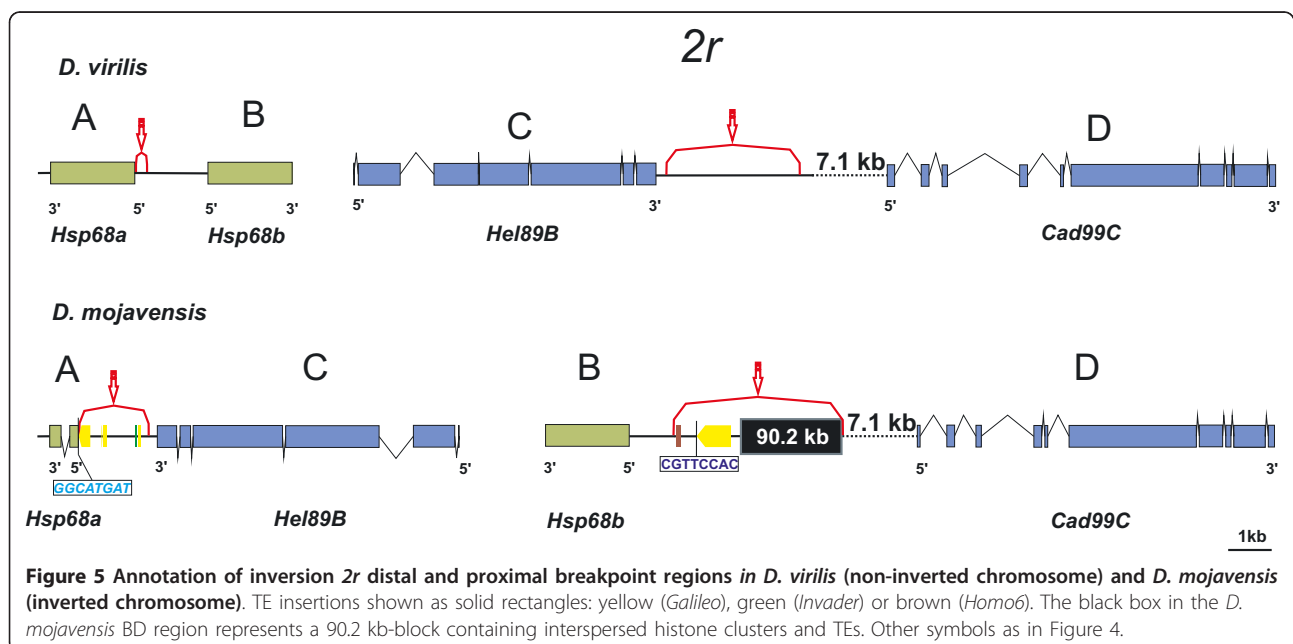 2r
D. virilis
A
B
C
D
7.1 kb
3'
5'
5'
3'
5'
3'
5'
3'
Hsp68a
Hsp68b
Hel89B
Cad99C
D. mojavensis
A
C
B
D
7.1 kb
90.2 kb
3'
5'
3'
5'
3'
5'
5'
3'
GGCATGAT
CGTTCCAC
Hsp68a
Hel89B
Hsp68b
Cad99C
1kb
Figure 5 Annotation of inversion 2r distal and proximal breakpoint regions in D. virilis (non-inverted chromosome) and D. mojavensis
(inverted chromosome). TE insertions shown as solid rectangles: yellow (Galileo), green (Invader) or brown (Homo6). The black box in the D.
mojavensis BD region represents a 90.2 kb-block containing interspersed histone clusters and TEs. Other symbols as in Figure 4.